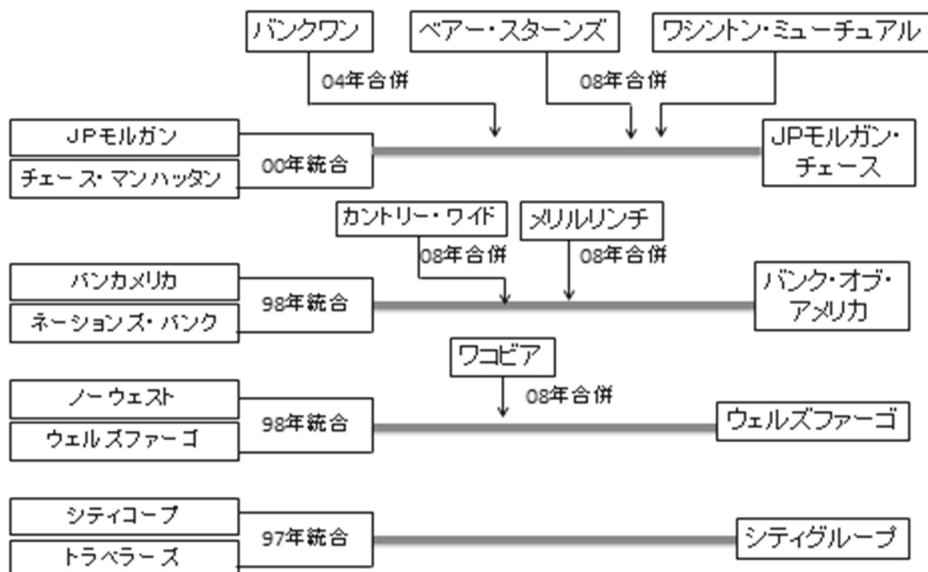 バンクワン
ベアー・スターンズ
ワシントン・ミューチュアル
04年合併
08年合併
JPモルガン
チェース・マンハッタン
00年統合
JPモルガン・
チェース
カントリー・ワイド
メリルリンチ
08年合併
08年合併
バンカメリカ
ネーションズ・バンク
98年統合
バンク・オブ・
アメリカ
ワコビア
08年合併
ノーウェスト
ウェルズファーゴ
98年統合
ウェルズファーゴ
シティコープ
トラベラーズ
97年統合
シティグループ